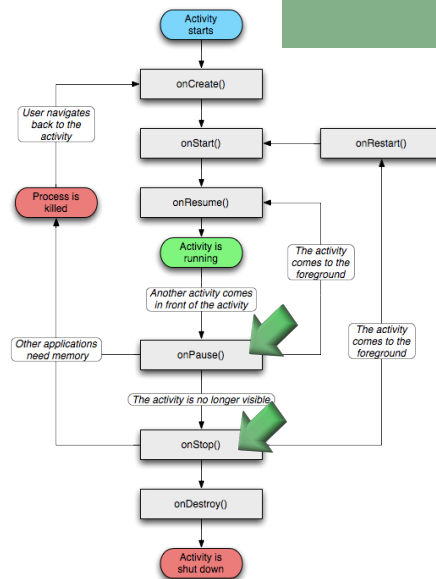 Activity
starts
onCreate()
User navigates
back to the
activity
onStart()
onRestart()
Process is
killed
onResume()
Activity is
running
The activity
comes to the
foreground
Another activity comes
in front of the activity
Other applications
need memory
onPause()
The activity
comes to the
foreground
The activity is no longer visible
onStop()
onDestroy()
Activity is
shut down